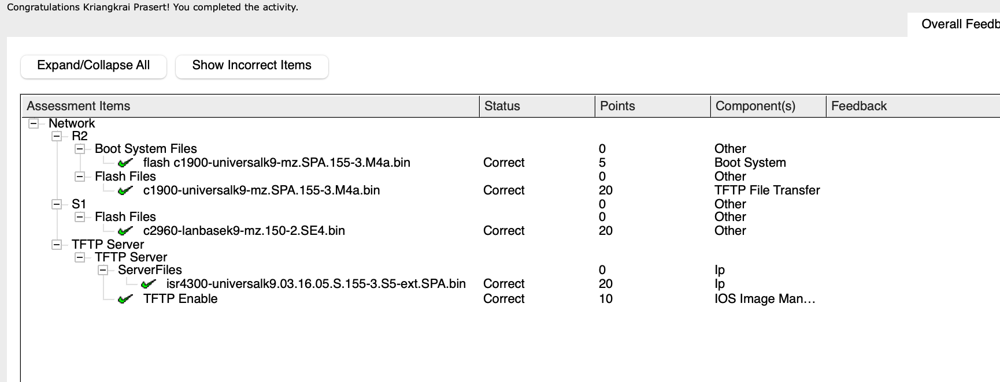 Congratulations Kriangkrai Prasert! You completed the activity.
Overall Feedb
Expand/Collapse All Show Incorrect Items
Assessment Items Status Points Component(s) Feedback
Network
R2
Boot System Files 0 Other
flash c1900-universalk9-mz.SPA.155-3.M4a.bin Correct 5 Boot System
Flash Files 0 Other
c1900-universalk9-mz.SPA.155-3.M4a.bin Correct 20 TFTP File Transfer
S1 0 Other
Flash Files 0 Other
c2960-lanbasek9-mz.150-2.SE4.bin Correct 20 Other
TFTP Server
TFTP Server
ServerFiles 0 Ip
isr4300-universalk9.03.16.05.S.155-3.S5-ext.SPA.bin Correct 20 Ip
TFTP Enable Correct 10 IOS Image Man…